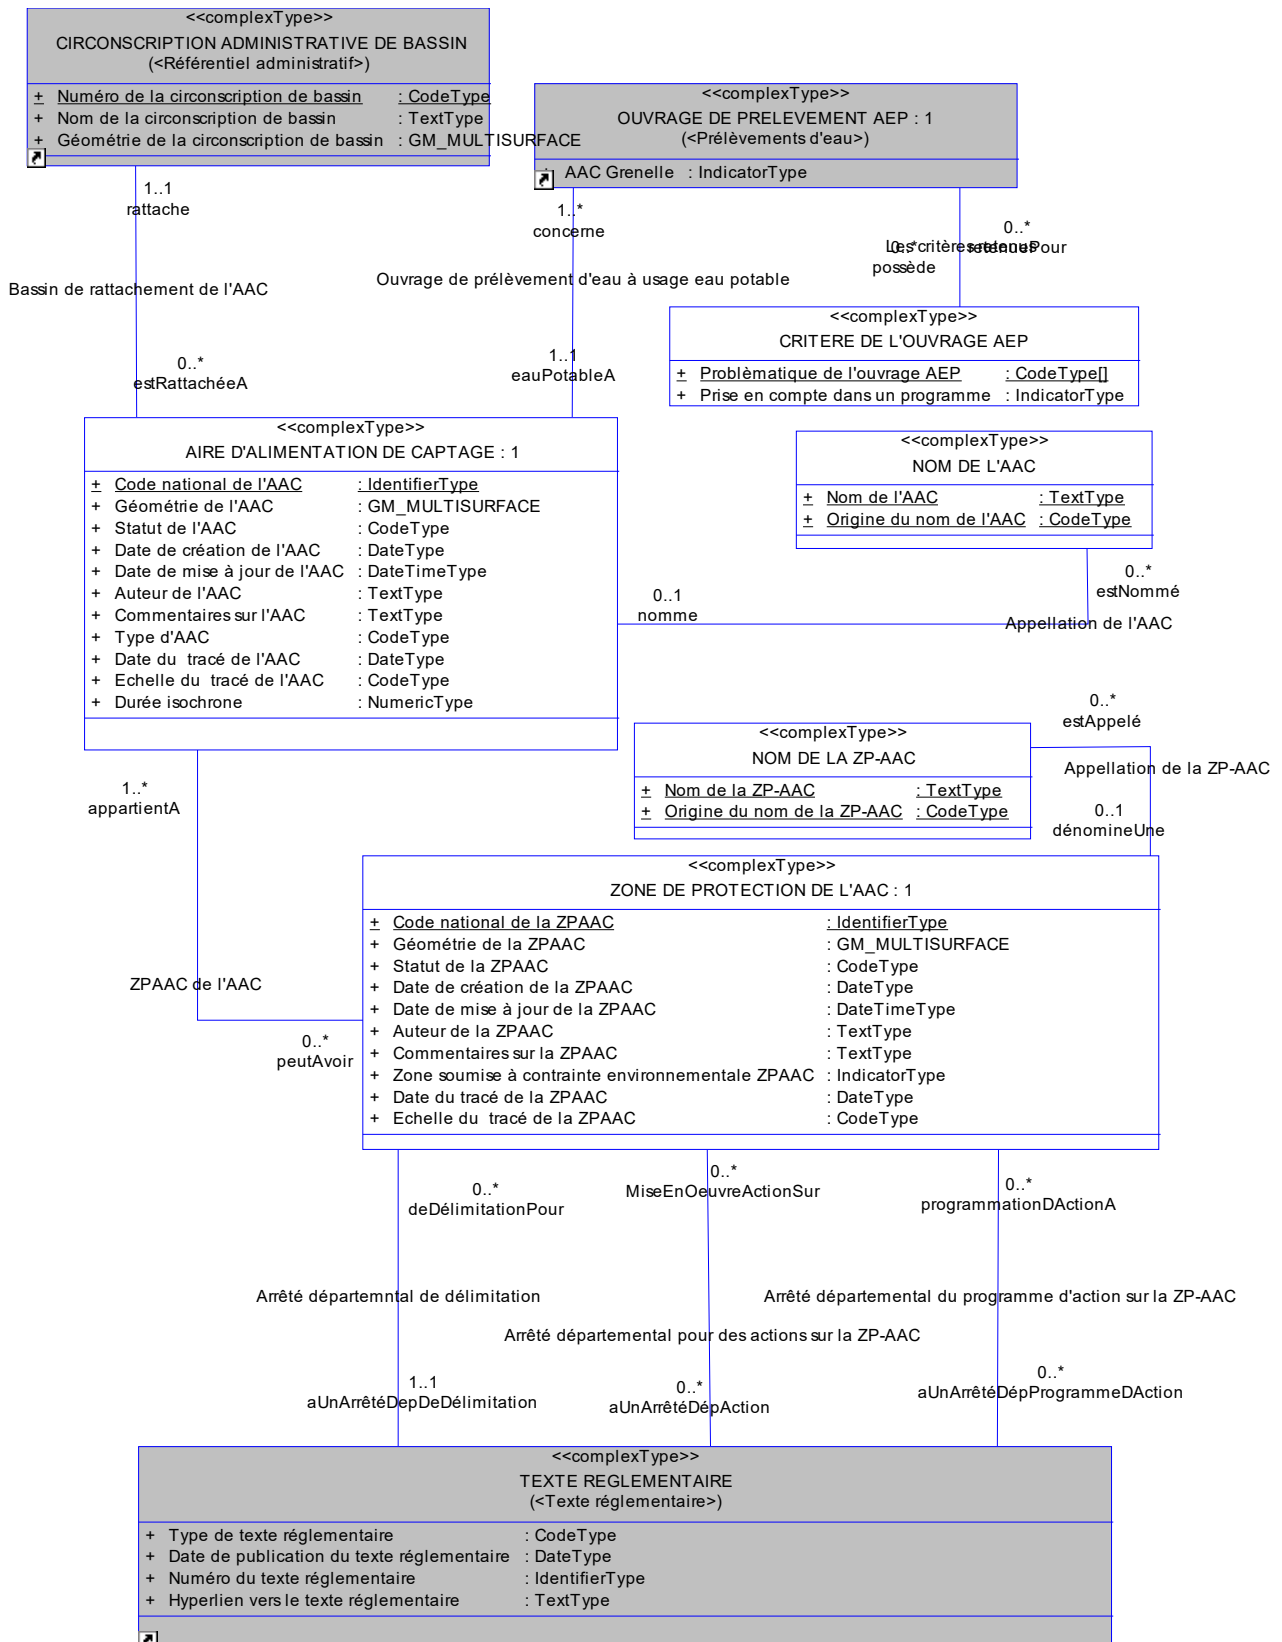 <<complexType>>
CIRCONSCRIPTION ADMINISTRATIVE DE BASSIN
(<Référentiel administratif>)
+ Numéro de la circonscription de bassin : CodeType
+ Nom de la circonscription de bassin : TextType
+ Géométrie de la circonscription de bassin : GM_MULTISURFACE
<<complexType>>
OUVRAGE DE PRELEVEMENT AEP : 1
(<Prélèvements d'eau>)
+ AAC Grenelle : IndicatorType
1..1
rattache
1..*
concerne
0..*
retenuePour
Les critères retenus
0..*
possède
Bassin de rattachement de l'AAC
Ouvrage de prélèvement d'eau à usage eau potable
<<complexType>>
CRITERE DE L'OUVRAGE AEP
+ Problèmatique de l'ouvrage AEP : CodeType[]
+ Prise en compte dans un programme : IndicatorType
0..*
estRattachéeA
1..1
eauPotableA
<<complexType>>
AIRE D'ALIMENTATION DE CAPTAGE : 1
+ Code national de l'AAC : IdentifierType
+ Géométrie de l'AAC : GM_MULTISURFACE
+ Statut de l'AAC : CodeType
+ Date de création de l'AAC : DateType
+ Date de mise à jour de l'AAC : DateTimeType
+ Auteur de l'AAC : TextType
+ Commentaires sur l'AAC : TextType
+ Type d'AAC : CodeType
+ Date du tracé de l'AAC : DateType
+ Echelle du tracé de l'AAC : CodeType
+ Durée isochrone : NumericType
<<complexType>>
NOM DE L'AAC
+ Nom de l'AAC : TextType
+ Origine du nom de l'AAC : CodeType
0..*
estNommé
0..1
nomme
Appellation de l'AAC
0..*
estAppelé
<<complexType>>
NOM DE LA ZP-AAC
+ Nom de la ZP-AAC : TextType
+ Origine du nom de la ZP-AAC : CodeType
Appellation de la ZP-AAC
0..1
dénomineUne
1..*
appartientA
<<complexType>>
ZONE DE PROTECTION DE L'AAC : 1
+ Code national de la ZPAAC : IdentifierType
+ Géométrie de la ZPAAC : GM_MULTISURFACE
+ Statut de la ZPAAC : CodeType
+ Date de création de la ZPAAC : DateType
+ Date de mise à jour de la ZPAAC : DateTimeType
+ Auteur de la ZPAAC : TextType
+ Commentaires sur la ZPAAC : TextType
+ Zone soumise à contrainte environnementale ZPAAC : IndicatorType
+ Date du tracé de la ZPAAC : DateType
+ Echelle du tracé de la ZPAAC : CodeType
ZPAAC de l'AAC
0..*
peutAvoir
0..*
deDélimitationPour
0..*
MiseEnOeuvreActionSur
0..*
programmationDActionA
Arrêté départemntal de délimitation
Arrêté départemental du programme d'action sur la ZP-AAC
Arrêté départemental pour des actions sur la ZP-AAC
1..1
aUnArrêtéDepDeDélimitation
0..*
aUnArrêtéDépAction
0..*
aUnArrêtéDépProgrammeDAction
<<complexType>>
TEXTE REGLEMENTAIRE
(<Texte réglementaire>)
+ Type de texte réglementaire : CodeType
+ Date de publication du texte réglementaire : DateType
+ Numéro du texte réglementaire : IdentifierType
+ Hyperlien vers le texte réglementaire : TextType